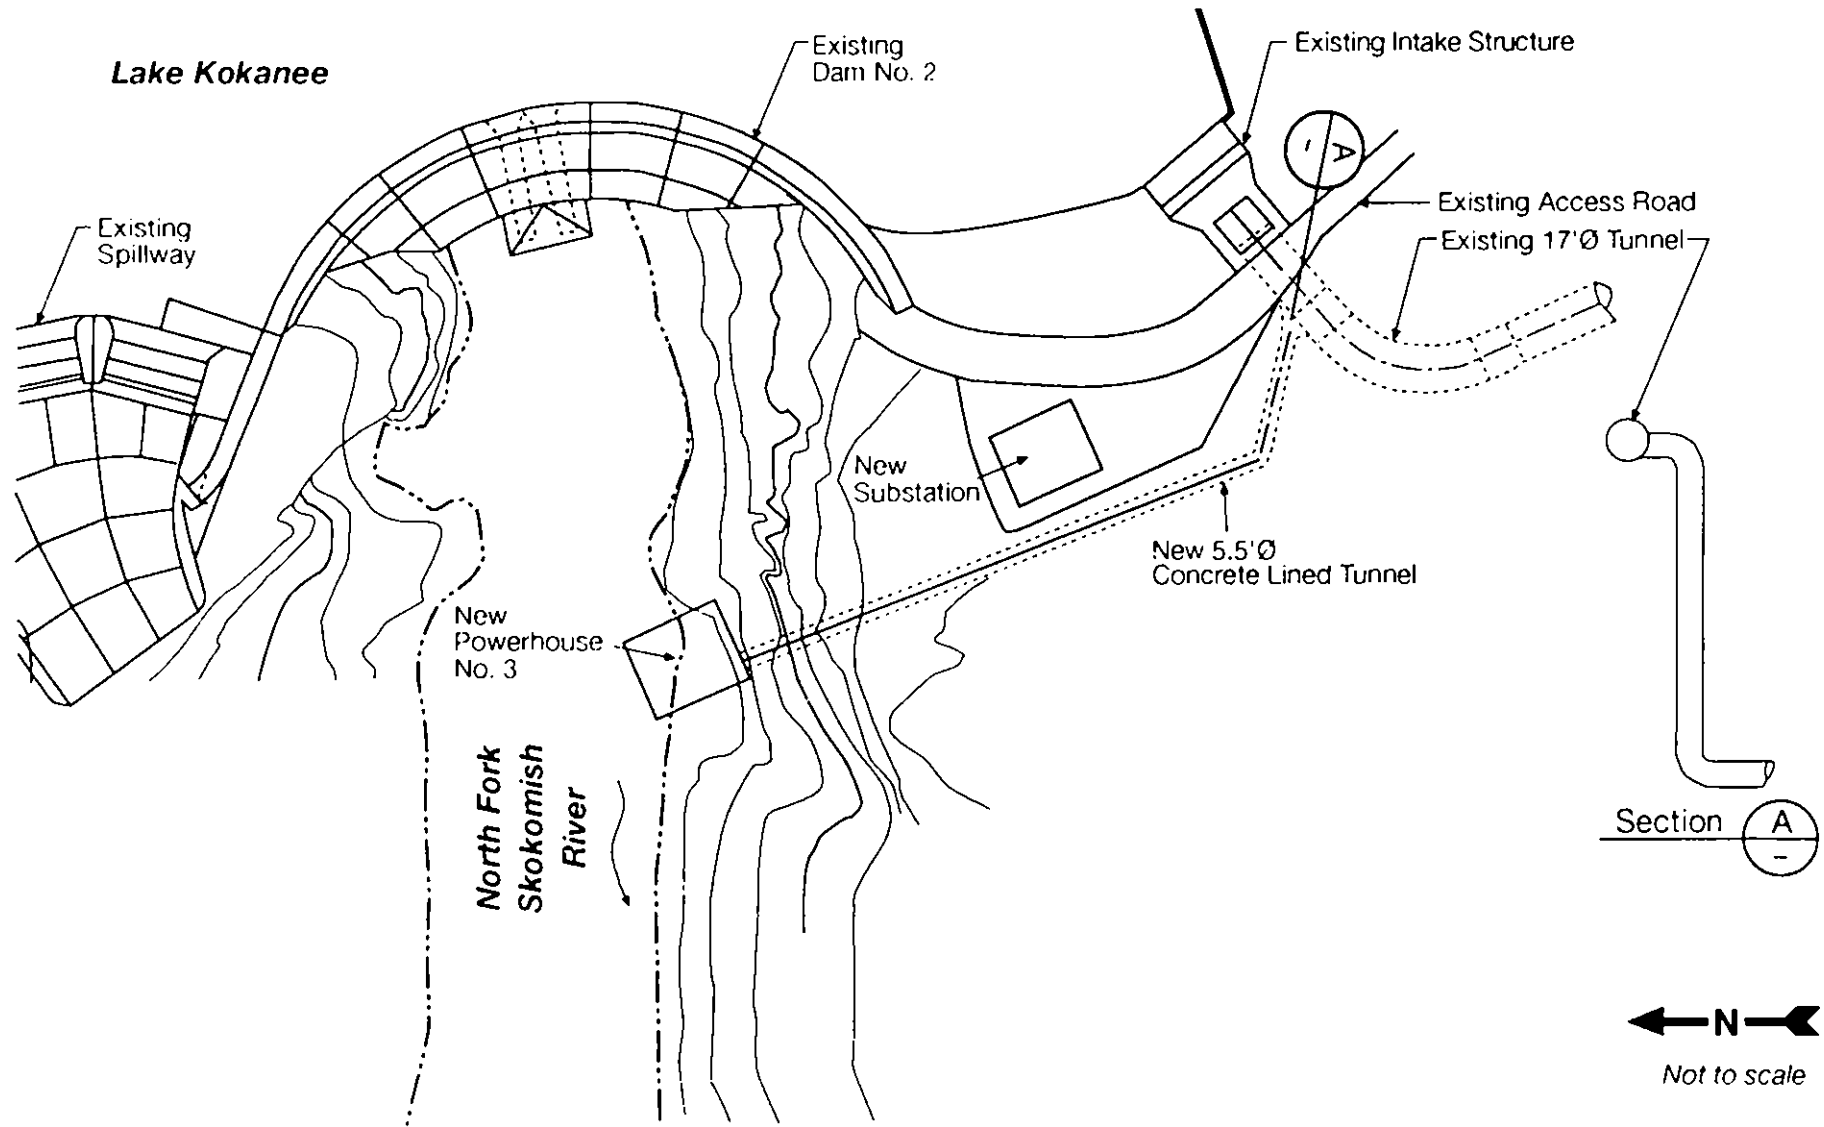 Lake Kokanee
Existing
Dam No. 2
Existing Intake Structure
A
-
Existing Access Road
Existing 17'Ø Tunnel
Existing
Spillway
New
Substation
New 5.5'Ø
Concrete Lined Tunnel
New
Powerhouse
No. 3
North Fork
Skokomish
River
Section
A
-
N
Not to scale